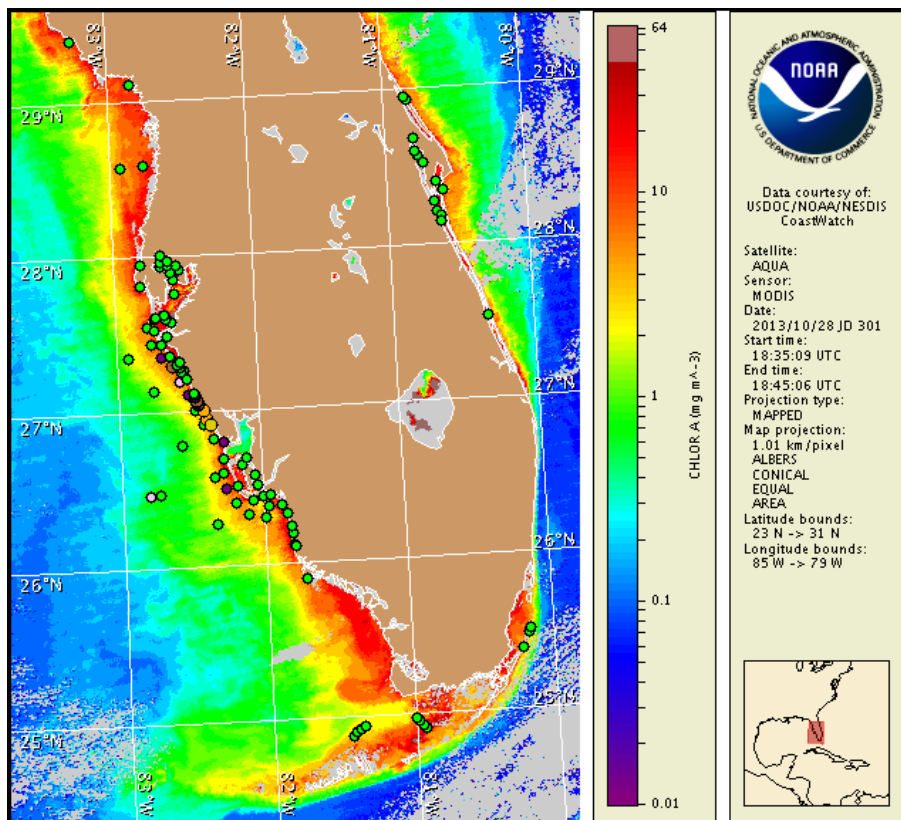 83°W
82°W
81°W
80°W
29°N
29°N
28°N
28°N
27°N
27°N
26°N
26°N
25°N
25°N
83°W
82°W
81°W
64
10
1
0.1
0.01
CHLOR A (mg m^-3)
NATIONAL OCEANIC AND ATMOSPHERIC ADMINISTRATION
NOAA
U.S. DEPARTMENT OF COMMERCE
Data courtesy of:
USDOC/NOAA/NESDIS
CoastWatch
Satellite:
AQUA
Sensor:
MODIS
Date:
2013/10/28 JD 301
Start time:
18:35:09 UTC
End time:
18:45:06 UTC
Projection type:
MAPPED
Map projection:
1.01 km/pixel
ALBERS
CONICAL
EQUAL
AREA
Latitude bounds:
23 N -> 31 N
Longitude bounds:
85 W -> 79 W